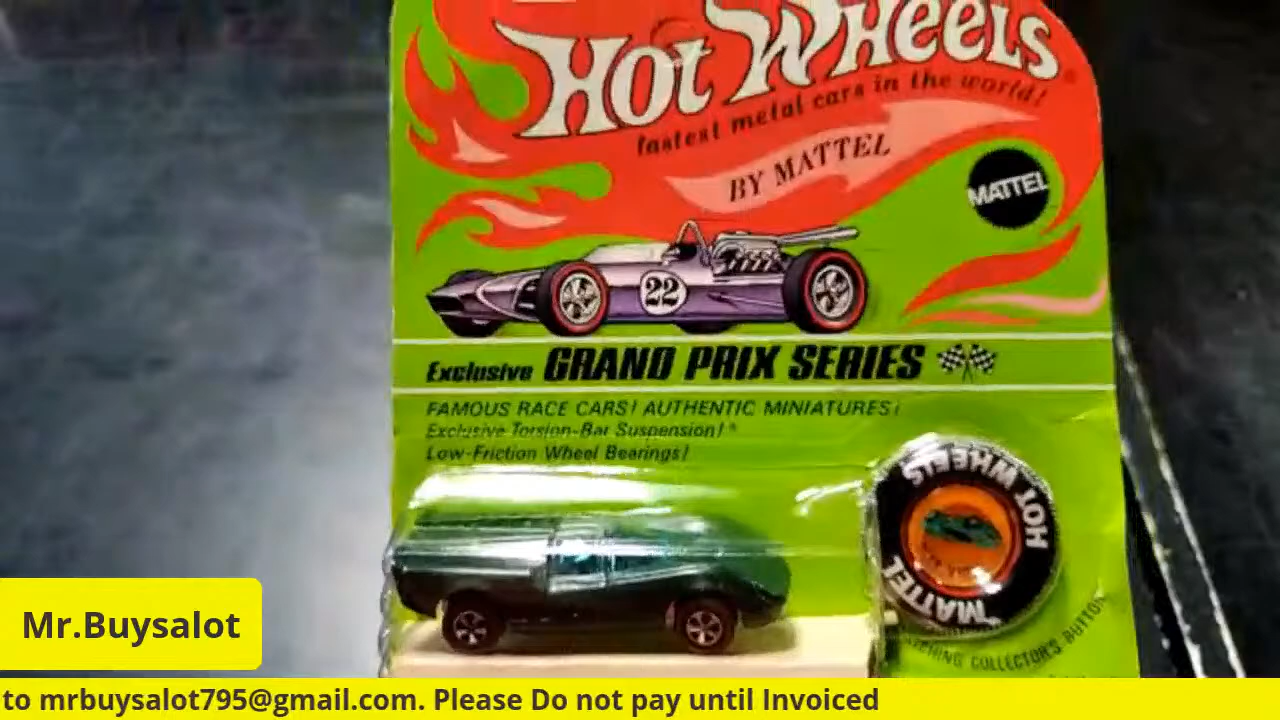 Hot Wheels
fastest metal cars in the world!
BY MATTEL
MATTEL
22
Exclusive GRAND PRIX SERIES
FAMOUS RACE CARS! AUTHENTIC MINIATURES!
Exclusive Torsion-Bar Suspension!*
Low-Friction Wheel Bearings!
HOT WHEELS
MATTEL
COLLECTOR'S BUTTON
Mr.Buysalot
to mrbuysalot795@gmail.com. Please Do not pay until Invoiced